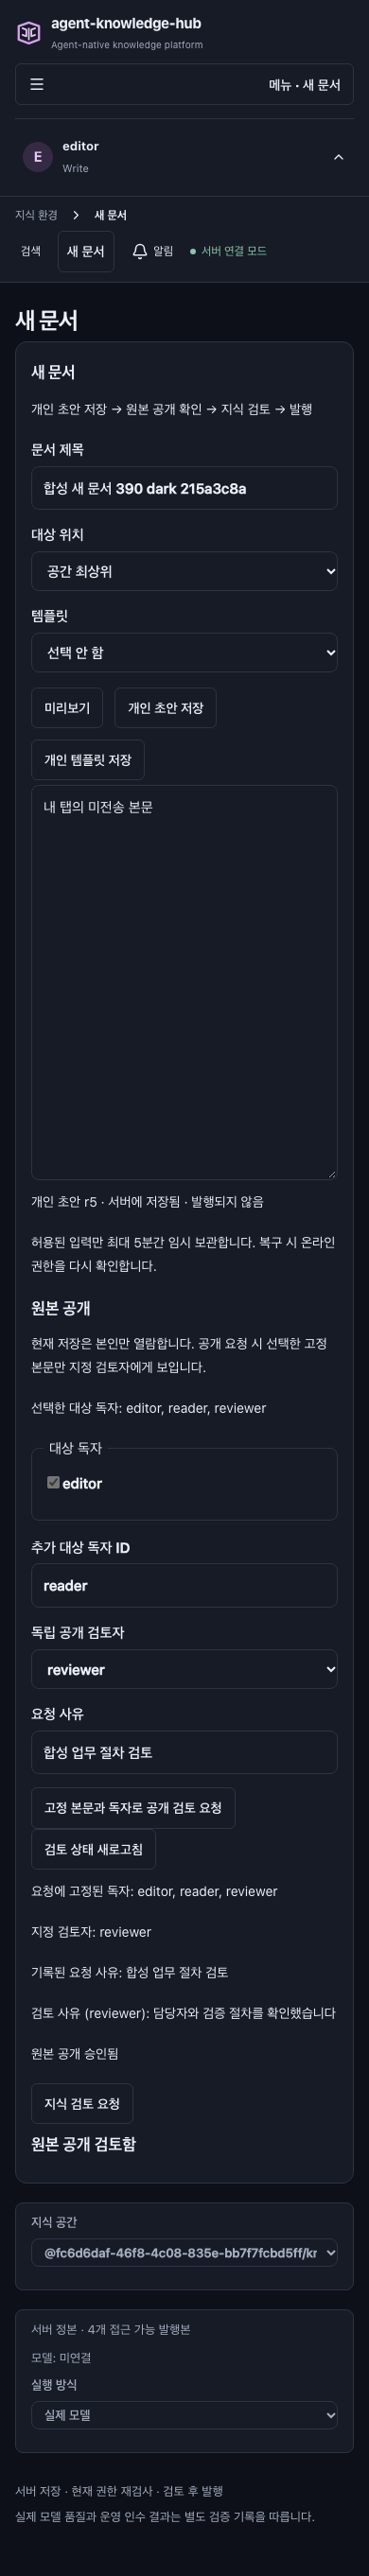 agent-knowledge-hub
Agent-native knowledge platform
메뉴 · 새 문서
E
editor
Write
지식 환경 > 새 문서
검색 새 문서 알림 서버 연결 모드
새 문서
새 문서
개인 초안 저장 → 원본 공개 확인 → 지식 검토 → 발행
문서 제목
합성 새 문서 390 dark 215a3c8a
대상 위치
공간 최상위
템플릿
선택 안 함
미리보기 개인 초안 저장
개인 템플릿 저장
내 탭의 미전송 본문
개인 초안 r5 · 서버에 저장됨 · 발행되지 않음
허용된 입력만 최대 5분간 임시 보관합니다. 복구 시 온라인
권한을 다시 확인합니다.
원본 공개
현재 저장은 본인만 열람합니다. 공개 요청 시 선택한 고정
본문만 지정 검토자에게 보입니다.
선택한 대상 독자: editor, reader, reviewer
대상 독자
editor
추가 대상 독자 ID
reader
독립 공개 검토자
reviewer
요청 사유
합성 업무 절차 검토
고정 본문과 독자로 공개 검토 요청
검토 상태 새로고침
요청에 고정된 독자: editor, reader, reviewer
지정 검토자: reviewer
기록된 요청 사유: 합성 업무 절차 검토
검토 사유 (reviewer): 담당자와 검증 절차를 확인했습니다
원본 공개 승인됨
지식 검토 요청
원본 공개 검토함
지식 공간
@fc6d6daf-46f8-4c08-835e-bb7f7fcbd5ff/kr
서버 정본 · 4개 접근 가능 발행본
모델: 미연결
실행 방식
실제 모델
서버 저장 · 현재 권한 재검사 · 검토 후 발행
실제 모델 품질과 운영 인수 결과는 별도 검증 기록을 따릅니다.